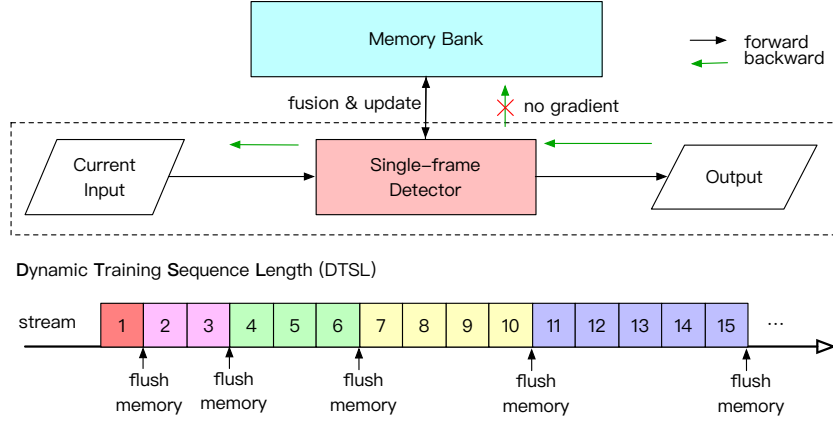 Memory Bank
forward
backward
fusion & update
no gradient
Current
Input
Single-frame
Detector
Output
Dynamic Training Sequence Length (DTSL)
stream
1 2 3 4 5 6 7 8 9 10 11 12 13 14 15 ...
flush
memory
flush
memory
flush
memory
flush
memory
flush
memory